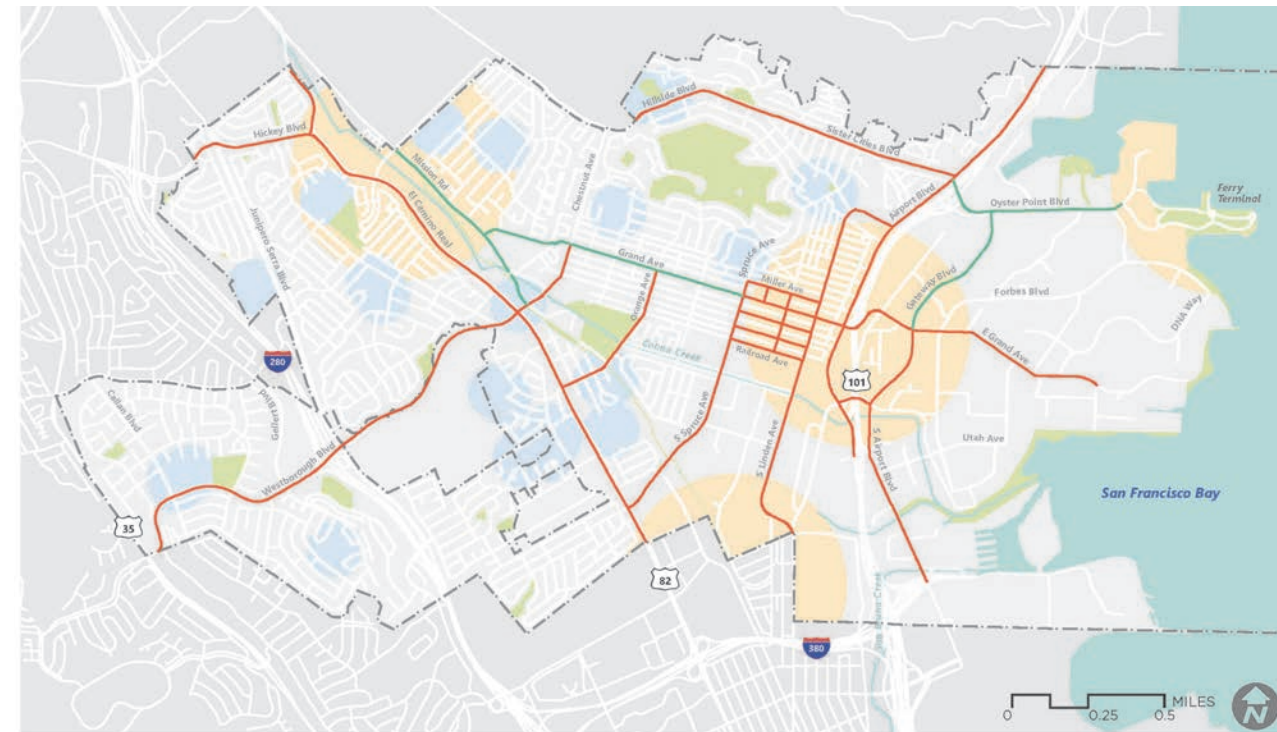 Hillside Blvd
Hickey Blvd
Sister Cities Blvd
Mission Rd
Chestnut Ave
El Camino Real
Airport Blvd
Oyster Point Blvd
Ferry
Terminal
Junipero Serra Blvd
Grand Ave
Spruce Ave
Miller Ave
Gateway Blvd
Forbes Blvd
DNA Way
Orange Ave
Colma Creek
Railroad Ave
E Grand Ave
280
101
Callan Blvd
Gellert Blvd
Westborough Blvd
S Spruce Ave
S Linden Ave
S Airport Blvd
Utah Ave
San Francisco Bay
35
82
San Bruno Creek
380
MILES
0
0.25
0.5
N